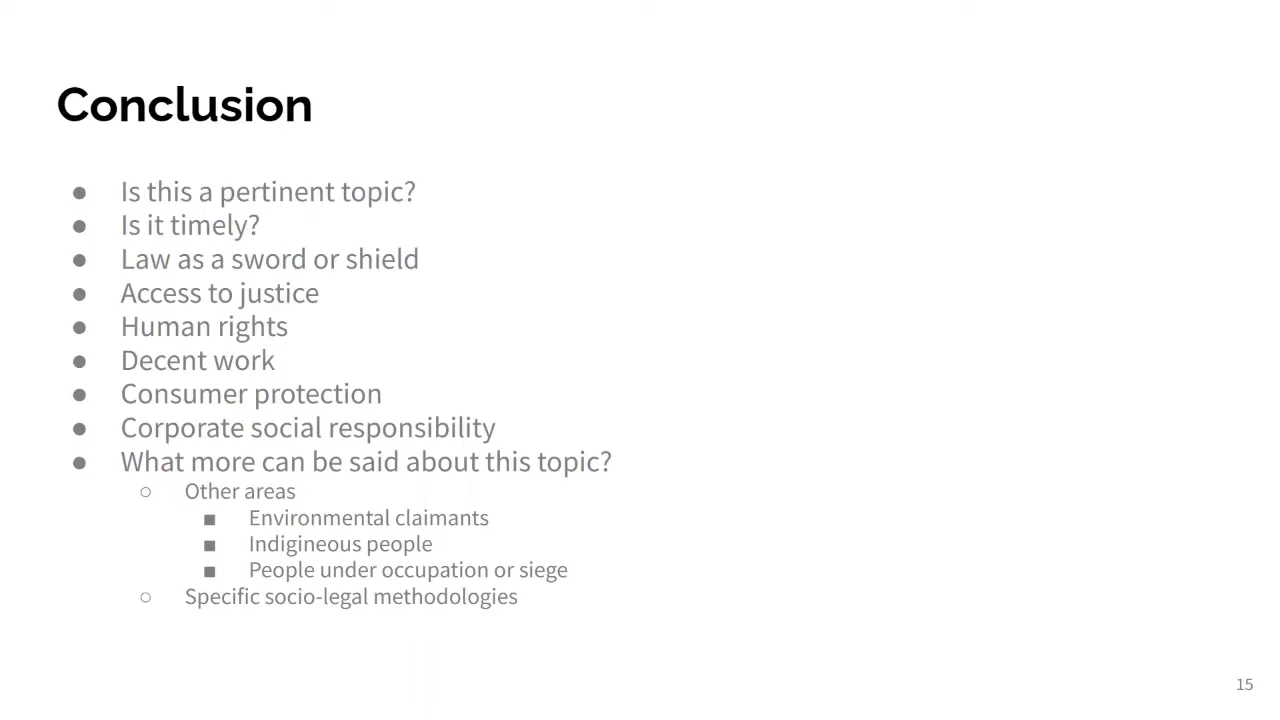 Conclusion
● Is this a pertinent topic?
● Is it timely?
● Law as a sword or shield
● Access to justice
● Human rights
● Decent work
● Consumer protection
● Corporate social responsibility
● What more can be said about this topic?
○ Other areas
■ Environmental claimants
■ Indigineous people
■ People under occupation or siege
○ Specific socio-legal methodologies
15